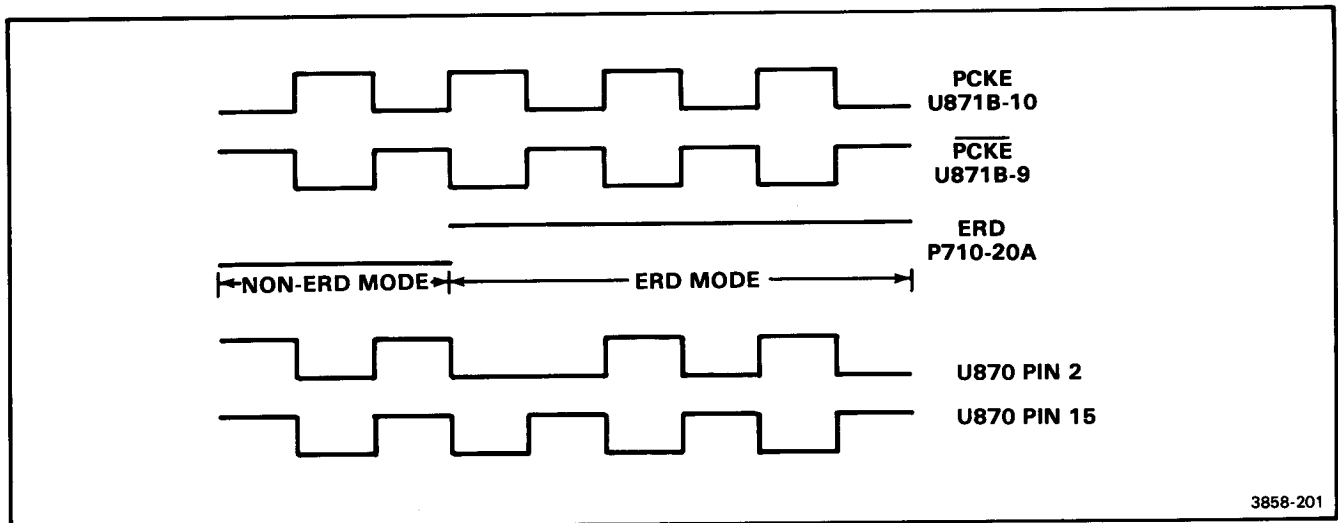 PCKE
U871B-10
PCKE
U871B-9
ERD
P710-20A
NON-ERD MODE
ERD MODE
U870 PIN 2
U870 PIN 15
3858-201